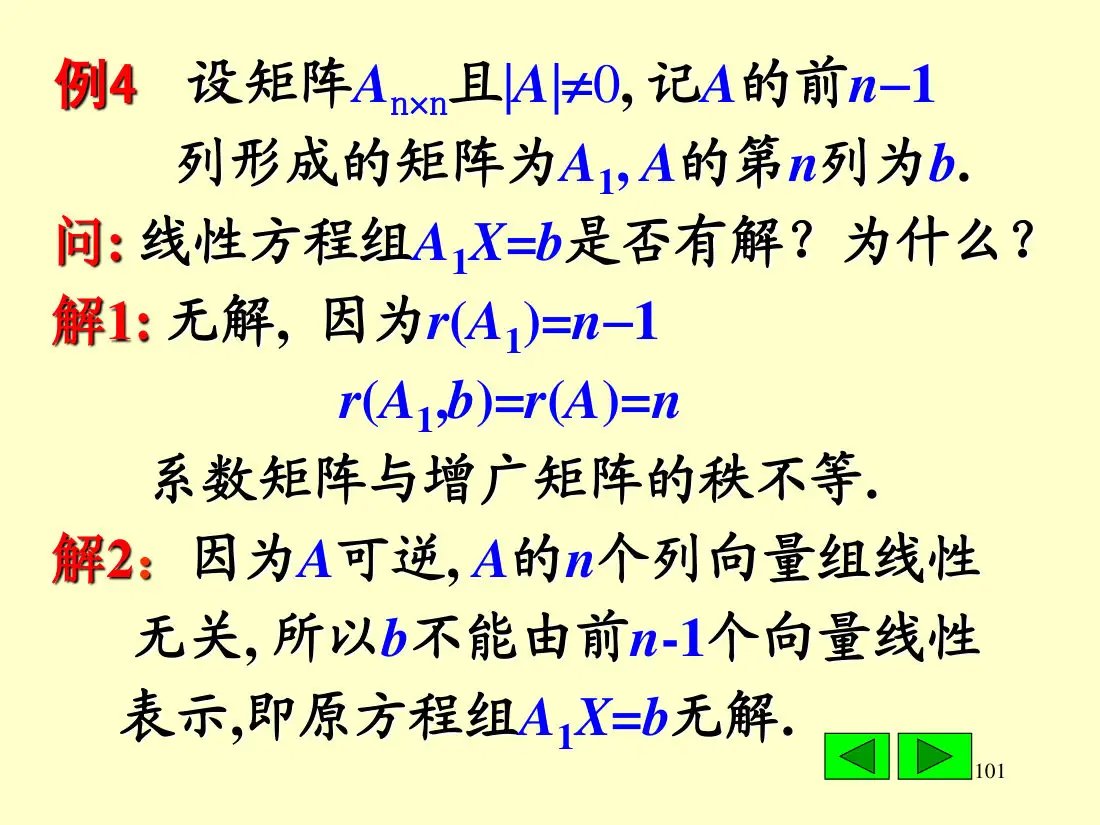 例4 设矩阵Aₙ×ₙ且|A|≠0, 记A的前n−1
列形成的矩阵为A₁, A的第n列为b.
问: 线性方程组A₁X=b是否有解？为什么？
解1: 无解, 因为r(A₁)=n−1
r(A₁,b)=r(A)=n
系数矩阵与增广矩阵的秩不等.
解2：因为A可逆, A的n个列向量组线性
无关, 所以b不能由前n-1个向量线性
表示,即原方程组A₁X=b无解.
101